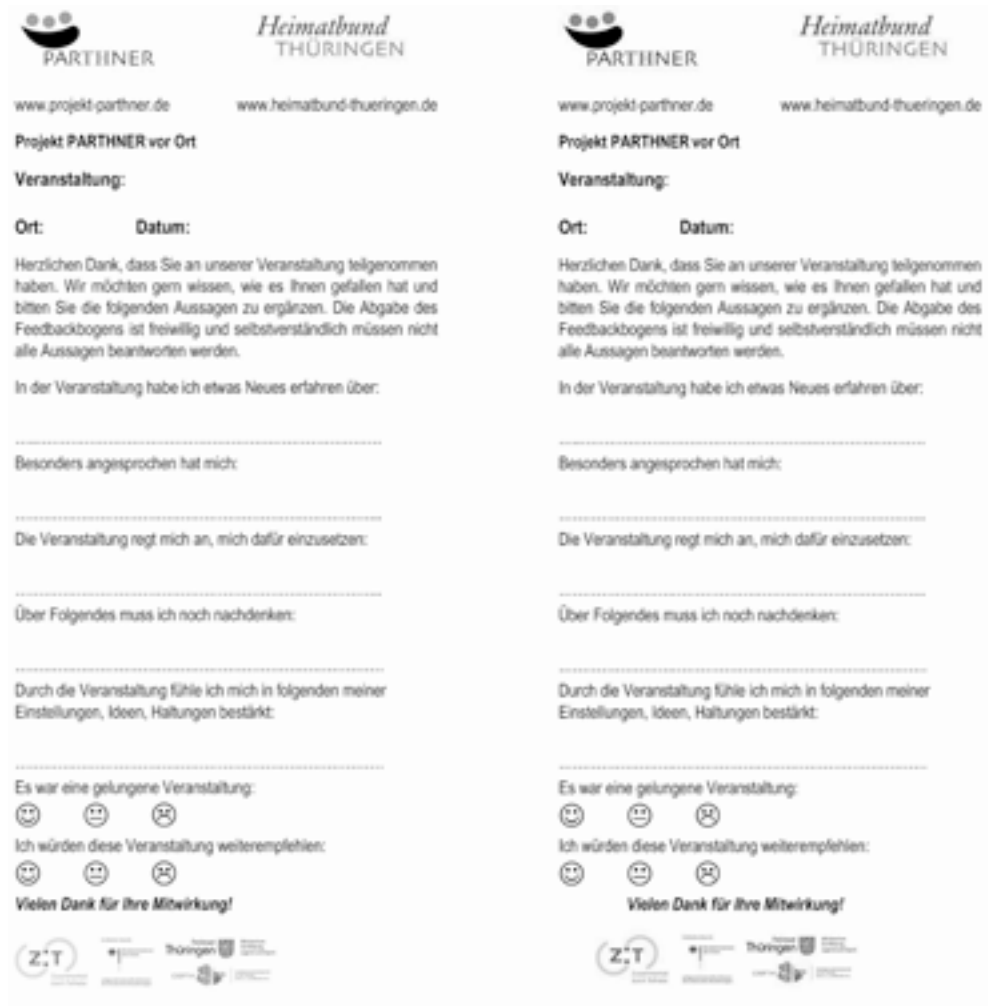 PARTHNER
Heimatbund
THÜRINGEN
www.projekt-parthner.de www.heimatbund-thueringen.de
Projekt PARTHNER vor Ort
Veranstaltung:
Ort: Datum:
Herzlichen Dank, dass Sie an unserer Veranstaltung teilgenommen
haben. Wir möchten gern wissen, wie es Ihnen gefallen hat und
bitten Sie die folgenden Aussagen zu ergänzen. Die Abgabe des
Feedbackbogens ist freiwillig und selbstverständlich müssen nicht
alle Aussagen beantworten werden.
In der Veranstaltung habe ich etwas Neues erfahren über:
Besonders angesprochen hat mich:
Die Veranstaltung regt mich an, mich dafür einzusetzen:
Über Folgendes muss ich noch nachdenken:
Durch die Veranstaltung fühle ich mich in folgenden meiner
Einstellungen, Ideen, Haltungen bestärkt:
Es war eine gelungene Veranstaltung:
Ich würden diese Veranstaltung weiterempfehlen:
Vielen Dank für Ihre Mitwirkung!
Z:T
Thüringen
PARTHNER
Heimatbund
THÜRINGEN
www.projekt-parthner.de www.heimatbund-thueringen.de
Projekt PARTHNER vor Ort
Veranstaltung:
Ort: Datum:
Herzlichen Dank, dass Sie an unserer Veranstaltung teilgenommen
haben. Wir möchten gern wissen, wie es Ihnen gefallen hat und
bitten Sie die folgenden Aussagen zu ergänzen. Die Abgabe des
Feedbackbogens ist freiwillig und selbstverständlich müssen nicht
alle Aussagen beantworten werden.
In der Veranstaltung habe ich etwas Neues erfahren über:
Besonders angesprochen hat mich:
Die Veranstaltung regt mich an, mich dafür einzusetzen:
Über Folgendes muss ich noch nachdenken:
Durch die Veranstaltung fühle ich mich in folgenden meiner
Einstellungen, Ideen, Haltungen bestärkt:
Es war eine gelungene Veranstaltung:
Ich würden diese Veranstaltung weiterempfehlen:
Vielen Dank für Ihre Mitwirkung!
Z:T
Thüringen